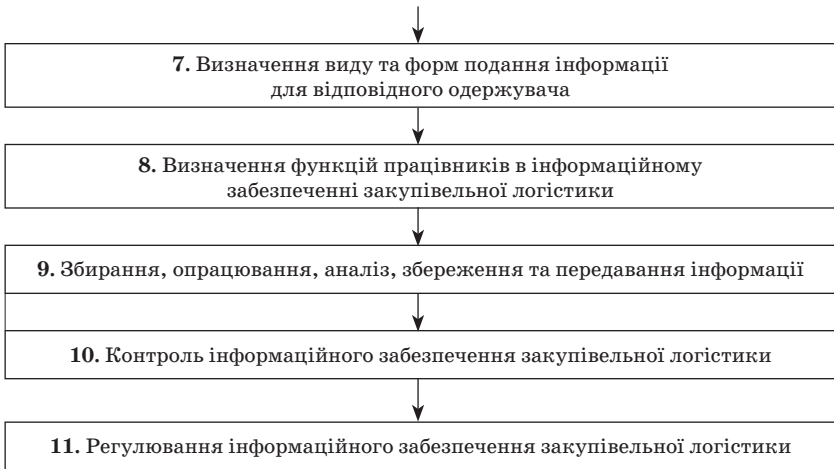 7. Визначення виду та форм подання інформації
для відповідного одержувача
8. Визначення функцій працівників в інформаційному
забезпеченні закупівельної логістики
9. Збирання, опрацювання, аналіз, збереження та передавання інформації
10. Контроль інформаційного забезпечення закупівельної логістики
11. Регулювання інформаційного забезпечення закупівельної логістики